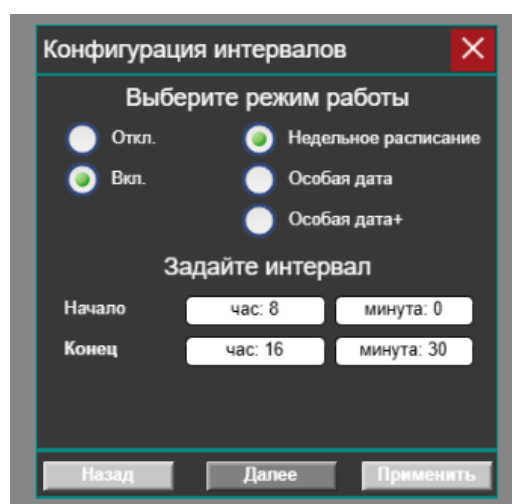 Конфигурация интервалов
Выберите режим работы
Откл. Недельное расписание
Вкл. Особая дата
Особая дата+
Задайте интервал
Начало час: 8 минута: 0
Конец час: 16 минута: 30
Назад Далее Применить